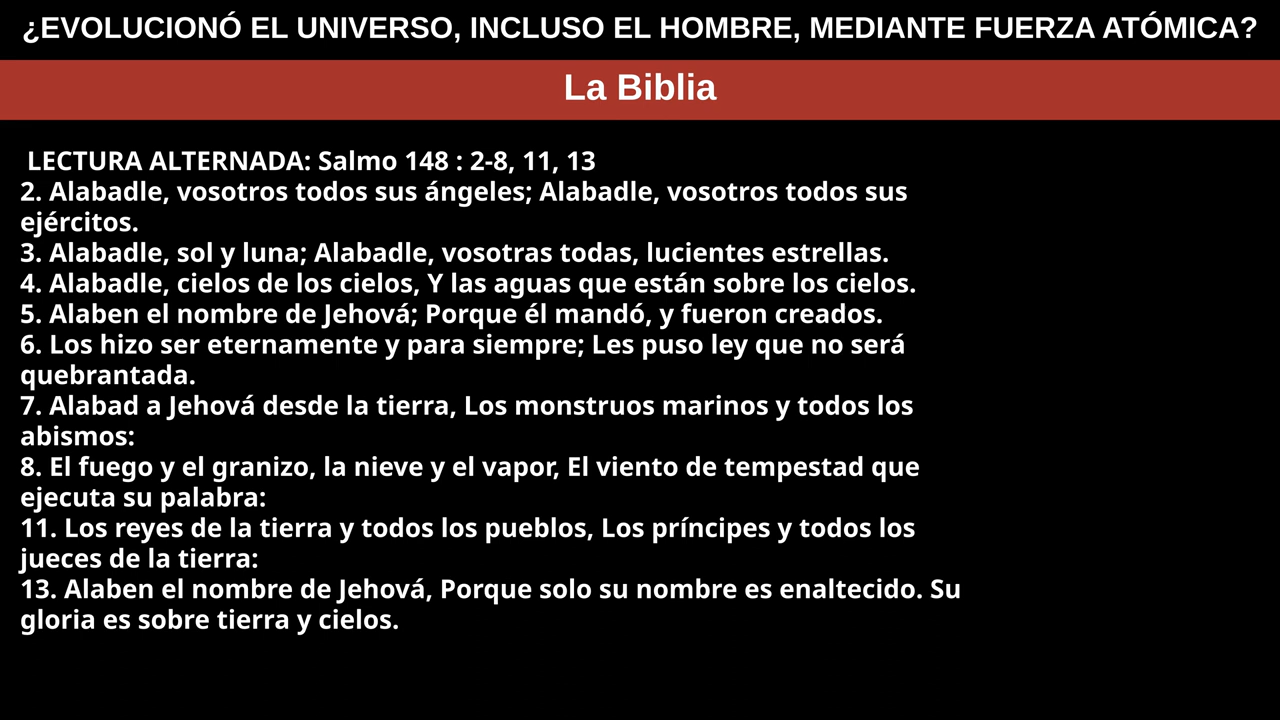 ¿EVOLUCIONÓ EL UNIVERSO, INCLUSO EL HOMBRE, MEDIANTE FUERZA ATÓMICA?
La Biblia
LECTURA ALTERNADA: Salmo 148 : 2-8, 11, 13
2. Alabadle, vosotros todos sus ángeles; Alabadle, vosotros todos sus
ejércitos.
3. Alabadle, sol y luna; Alabadle, vosotras todas, lucientes estrellas.
4. Alabadle, cielos de los cielos, Y las aguas que están sobre los cielos.
5. Alaben el nombre de Jehová; Porque él mandó, y fueron creados.
6. Los hizo ser eternamente y para siempre; Les puso ley que no será
quebrantada.
7. Alabad a Jehová desde la tierra, Los monstruos marinos y todos los
abismos:
8. El fuego y el granizo, la nieve y el vapor, El viento de tempestad que
ejecuta su palabra:
11. Los reyes de la tierra y todos los pueblos, Los príncipes y todos los
jueces de la tierra:
13. Alaben el nombre de Jehová, Porque solo su nombre es enaltecido. Su
gloria es sobre tierra y cielos.